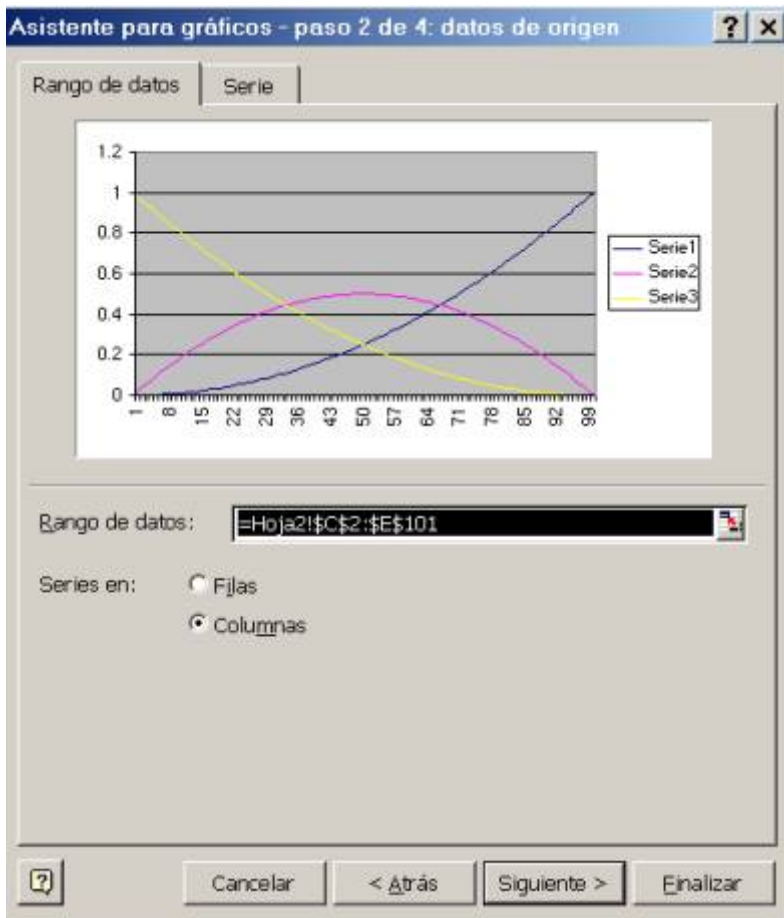 Asistente para gráficos - paso 2 de 4: datos de origen
Rango de datos
Serie
1.2
1
0.8
0.6
0.4
0.2
0
1 8 15 22 29 36 43 50 57 64 71 78 85 92 99
Serie1
Serie2
Serie3
Rango de datos: =Hoja2!$C$2:$E$101
Series en: Filas
Columnas
Cancelar < Atrás Siguiente > Finalizar